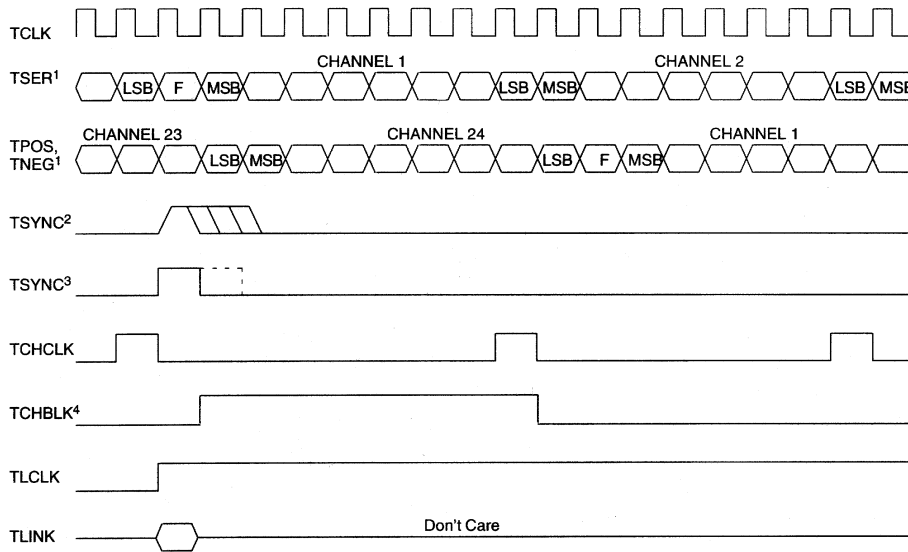 TCLK
CHANNEL 1 CHANNEL 2
TSER1 LSB F MSB LSB MSB LSB MSB
CHANNEL 23 CHANNEL 24 CHANNEL 1
TPOS,
TNEG1 LSB MSB LSB F MSB
TSYNC2
TSYNC3
TCHCLK
TCHBLK4
TLCLK
TLINK Don't Care